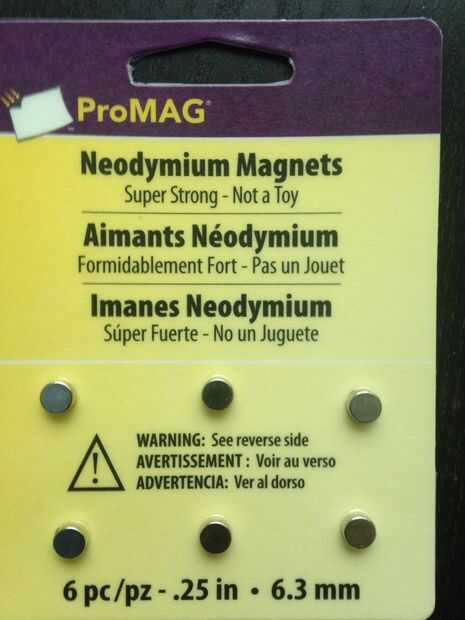 ProMAG®
Neodymium Magnets
Super Strong - Not a Toy
Aimants Néodymium
Formidablement Fort - Pas un Jouet
Imanes Neodymium
Súper Fuerte - No un Juguete
WARNING: See reverse side
AVERTISSEMENT : Voir au verso
ADVERTENCIA: Ver al dorso
6 pc/pz - .25 in • 6.3 mm